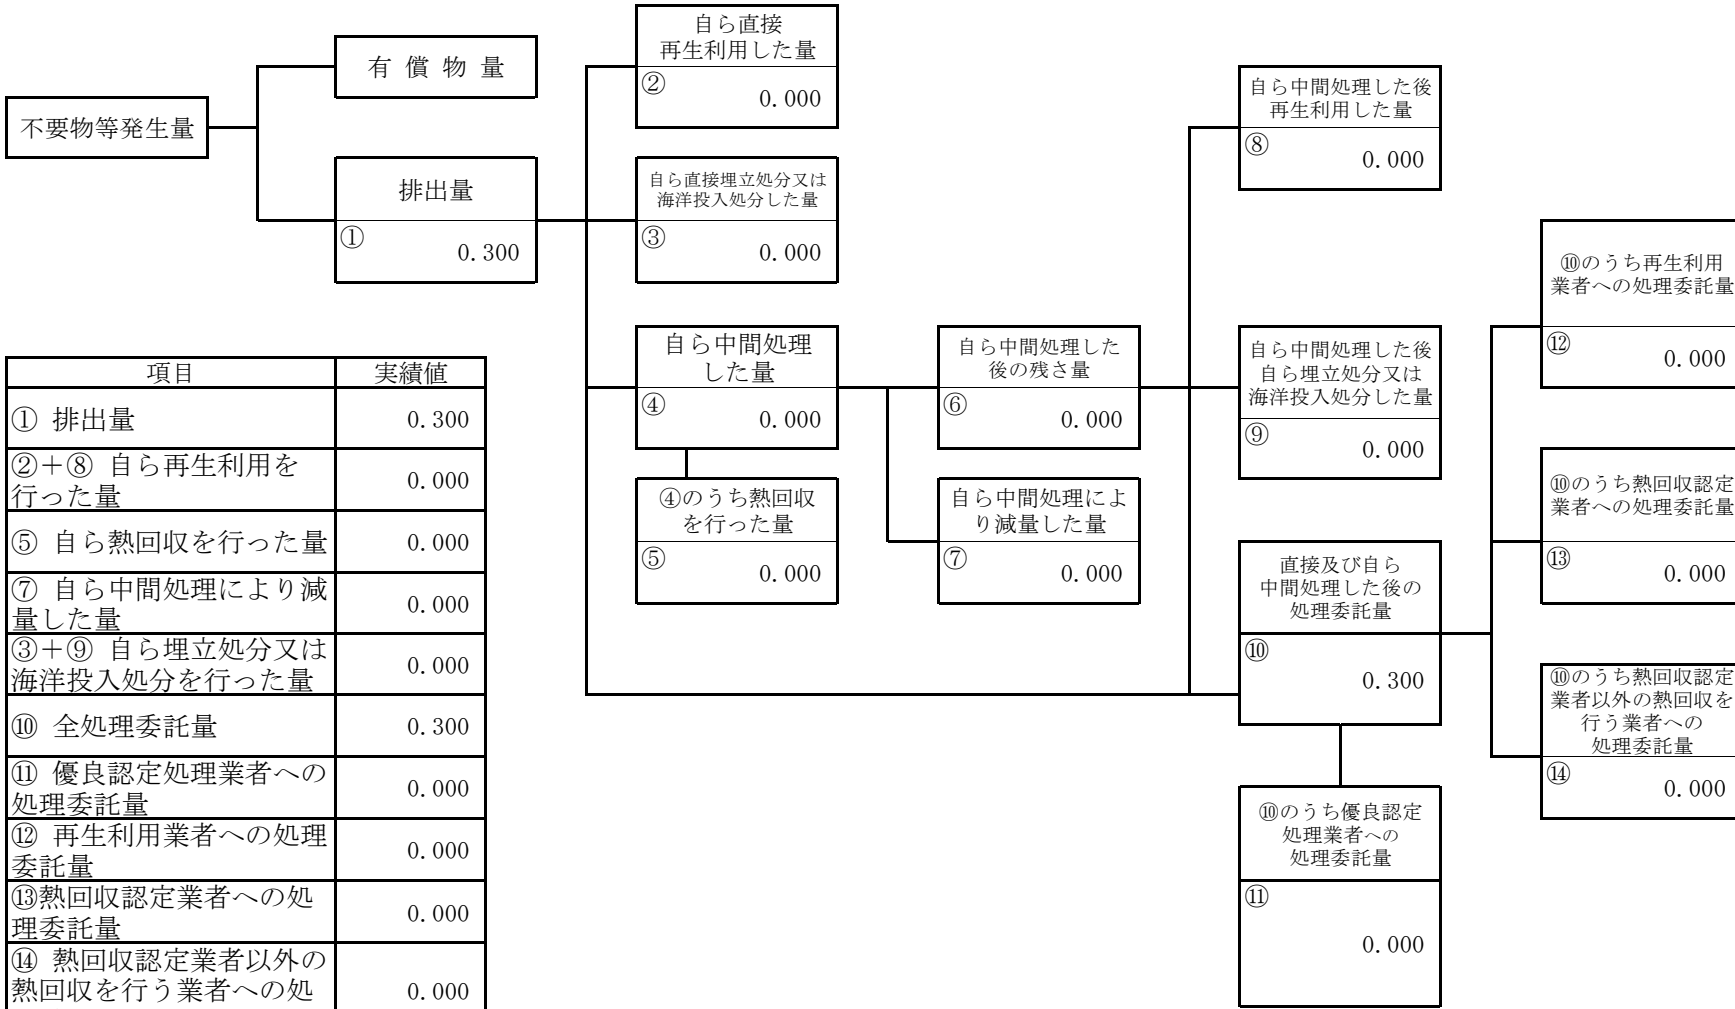 不要物等発生量
有償物量
排出量
①
0.300
自ら直接
再生利用した量
②
0.000
自ら直接埋立処分又は
海洋投入処分した量
③
0.000
自ら中間処理
した量
④
0.000
④のうち熱回収
を行った量
⑤
0.000
自ら中間処理した
後の残さ量
⑥
0.000
自ら中間処理によ
り減量した量
⑦
0.000
自ら中間処理した後
再生利用した量
⑧
0.000
自ら中間処理した後
自ら埋立処分又は
海洋投入処分した量
⑨
0.000
直接及び自ら
中間処理した後の
処理委託量
⑩
0.300
⑩のうち優良認定
処理業者への
処理委託量
⑪
0.000
⑩のうち再生利用
業者への処理委託量
⑫
0.000
⑩のうち熱回収認定
業者への処理委託量
⑬
0.000
⑩のうち熱回収認定
業者以外の熱回収を
行う業者への
処理委託量
⑭
0.000
項目 実績値
① 排出量 0.300
②＋⑧ 自ら再生利用を
行った量 0.000
⑤ 自ら熱回収を行った量 0.000
⑦ 自ら中間処理により減
量した量 0.000
③＋⑨ 自ら埋立処分又は
海洋投入処分を行った量 0.000
⑩ 全処理委託量 0.300
⑪ 優良認定処理業者への
処理委託量 0.000
⑫ 再生利用業者への処理
委託量 0.000
⑬熱回収認定業者への処
理委託量 0.000
⑭ 熱回収認定業者以外の
熱回収を行う業者への処 0.000